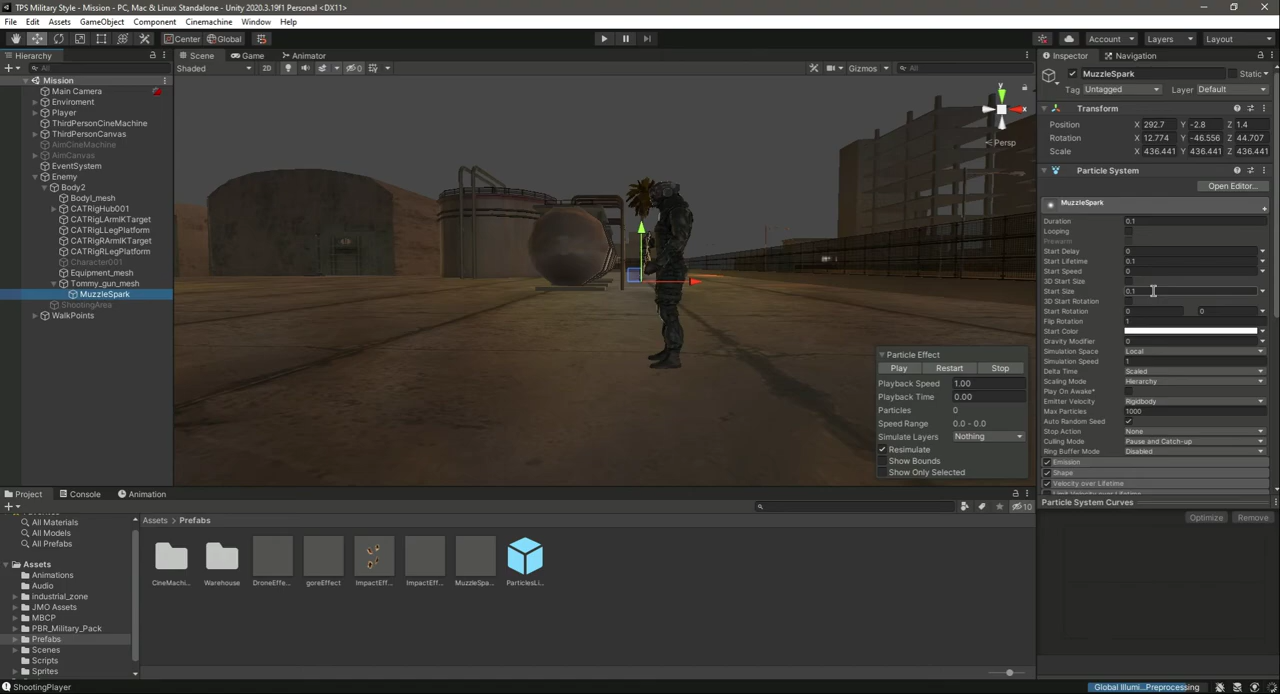 TPS Military Style - Mission - PC, Mac & Linux Standalone - Unity 2020.3.19f1 Personal <DX11>
File Edit Assets GameObject Component Cinemachine Window Help
Center Global Account Layers Layout
Hierarchy Scene Game Animator Inspector Navigation
All Shaded 2D 0 Gizmos All MuzzleSpark Static
Mission Tag Untagged Layer Default
Main Camera
Enviroment Transform
Player Position X 292.7 Y -2.8 Z 1.4
ThirdPersonCineMachine Rotation X 12.774 Y -46.556 Z 44.707
ThirdPersonCanvas Scale X 436.441 Y 436.441 Z 436.441
AimCineMachine y x Persp
AimCanvas Particle System
EventSystem Open Editor...
Enemy MuzzleSpark
Body2 Duration 0.1
Bodyl_mesh Looping
CATRigHub001 Prewarm
CATRigLArmIKTarget Start Delay 0
CATRigLLegPlatform Start Lifetime 0.1
CATRigRArmIKTarget Start Speed 0
CATRigRLegPlatform 3D Start Size
Character001 Start Size 0.1
Equipment_mesh 3D Start Rotation
Tommy_gun_mesh Start Rotation 0 0
MuzzleSpark Flip Rotation 1
ShootingArea Start Color
WalkPoints Gravity Modifier 0
Simulation Space Local
Particle Effect Simulation Speed 1
Play Restart Stop Delta Time Scaled
Playback Speed 1.00 Scaling Mode Hierarchy
Playback Time 0.00 Play On Awake*
Particles 0 Emitter Velocity Rigidbody
Speed Range 0.0 - 0.0 Max Particles 1000
Simulate Layers Nothing Auto Random Seed
Resimulate Stop Action None
Show Bounds Culling Mode Pause and Catch-up
Show Only Selected Ring Buffer Mode Disabled
Emission
Shape
Velocity over Lifetime
Limit Velocity over Lifetime
Project Console Animation Particle System Curves
10 Optimize Remove
Favorites
All Materials Assets > Prefabs
All Models
All Prefabs
Assets
Animations CineMachi... Warehouse DroneEffe... goreEffect ImpactEff... ImpactEff... MuzzleSpa... ParticlesLi...
Audio
industrial_zone
JMO Assets
MBCP
PBR_Military_Pack
Prefabs
Scenes
Scripts
Sprites
ShootingPlayer Global Illumi...Preprocessing